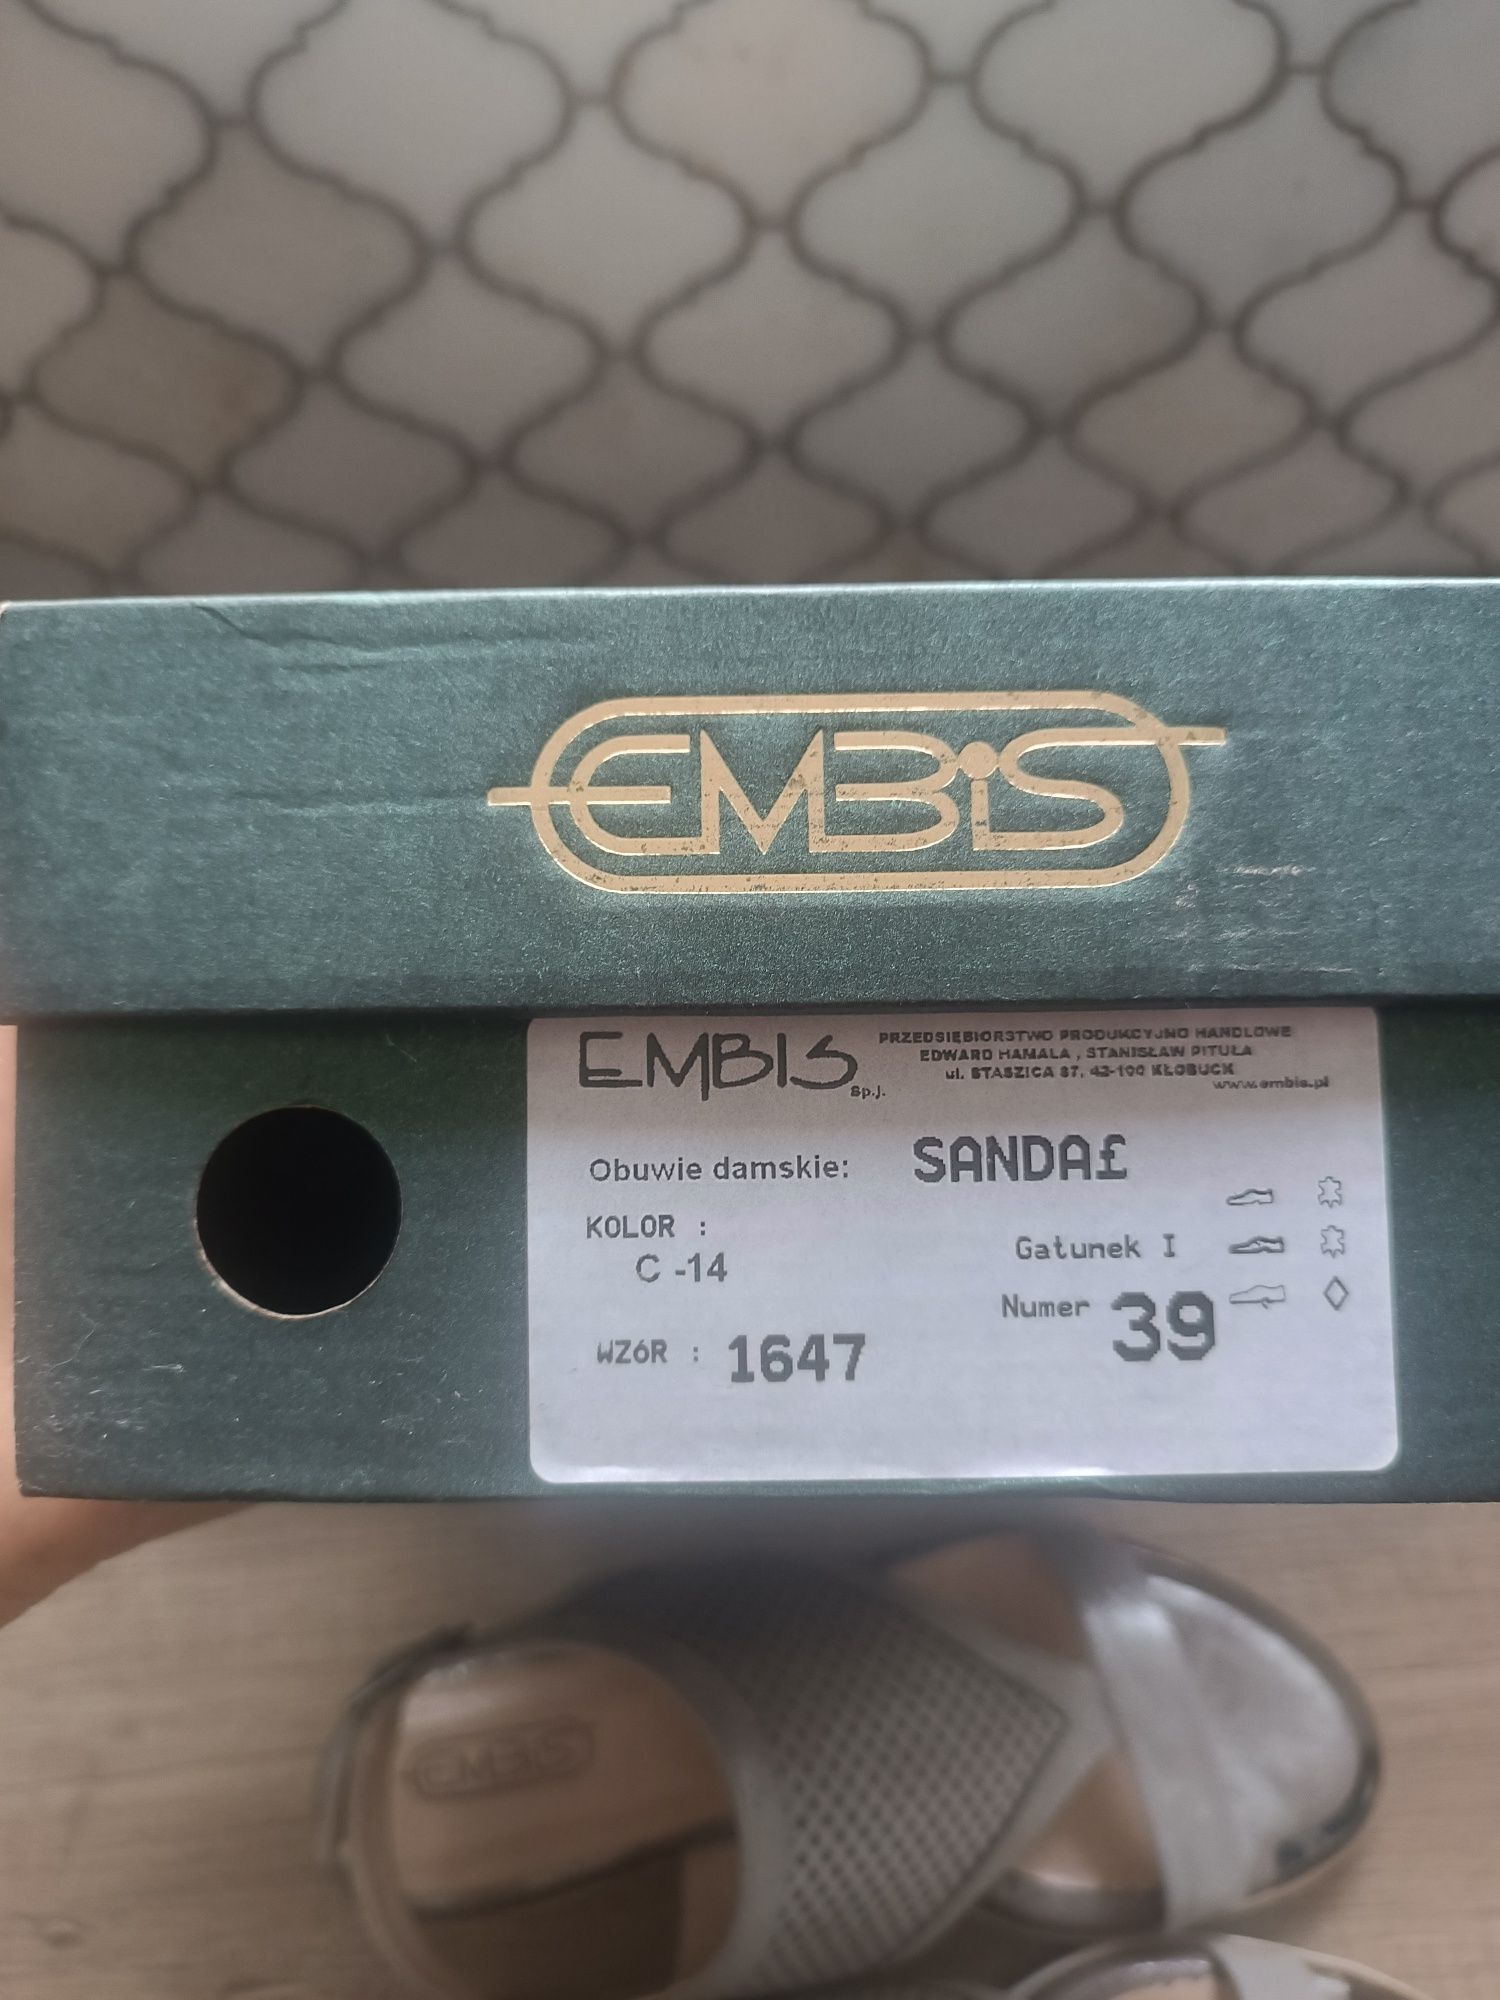 EMBiS
EMBIS Sp.j.
PRZEDSIĘBIORSTWO PRODUKCYJNO HANDLOWE
EDWARD HAMALA , STANISŁAW PITUŁA
ul. STASZICA 87, 42-100 KŁOBUCK
www.embis.pl
Obuwie damskie: SANDA£
KOLOR :
C -14
Gatunek I
Numer 39
WZóR : 1647
EMBiS